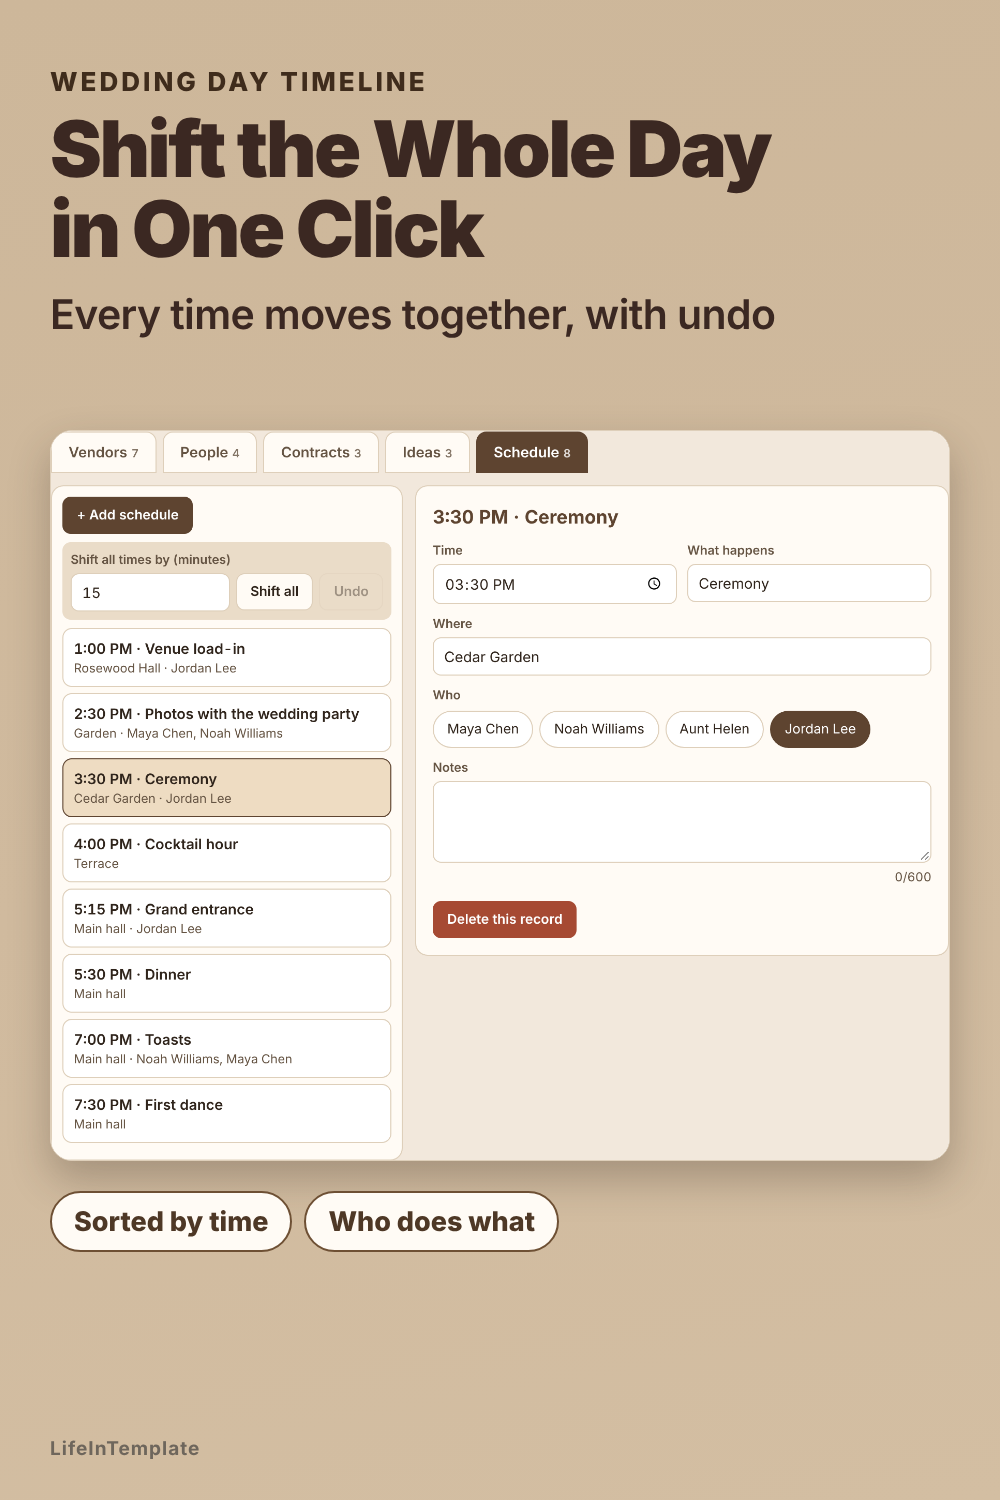 WEDDING DAY TIMELINE
Shift the Whole Day
in One Click
Every time moves together, with undo
Vendors 7
People 4
Contracts 3
Ideas 3
Schedule 8
+ Add schedule
Shift all times by (minutes)
15
Shift all
Undo
1:00 PM · Venue load-in
Rosewood Hall · Jordan Lee
2:30 PM · Photos with the wedding party
Garden · Maya Chen, Noah Williams
3:30 PM · Ceremony
Cedar Garden · Jordan Lee
4:00 PM · Cocktail hour
Terrace
5:15 PM · Grand entrance
Main hall · Jordan Lee
5:30 PM · Dinner
Main hall
7:00 PM · Toasts
Main hall · Noah Williams, Maya Chen
7:30 PM · First dance
Main hall
3:30 PM · Ceremony
Time
What happens
03:30 PM
Ceremony
Where
Cedar Garden
Who
Maya Chen
Noah Williams
Aunt Helen
Jordan Lee
Notes
0/600
Delete this record
Sorted by time
Who does what
LifeInTemplate